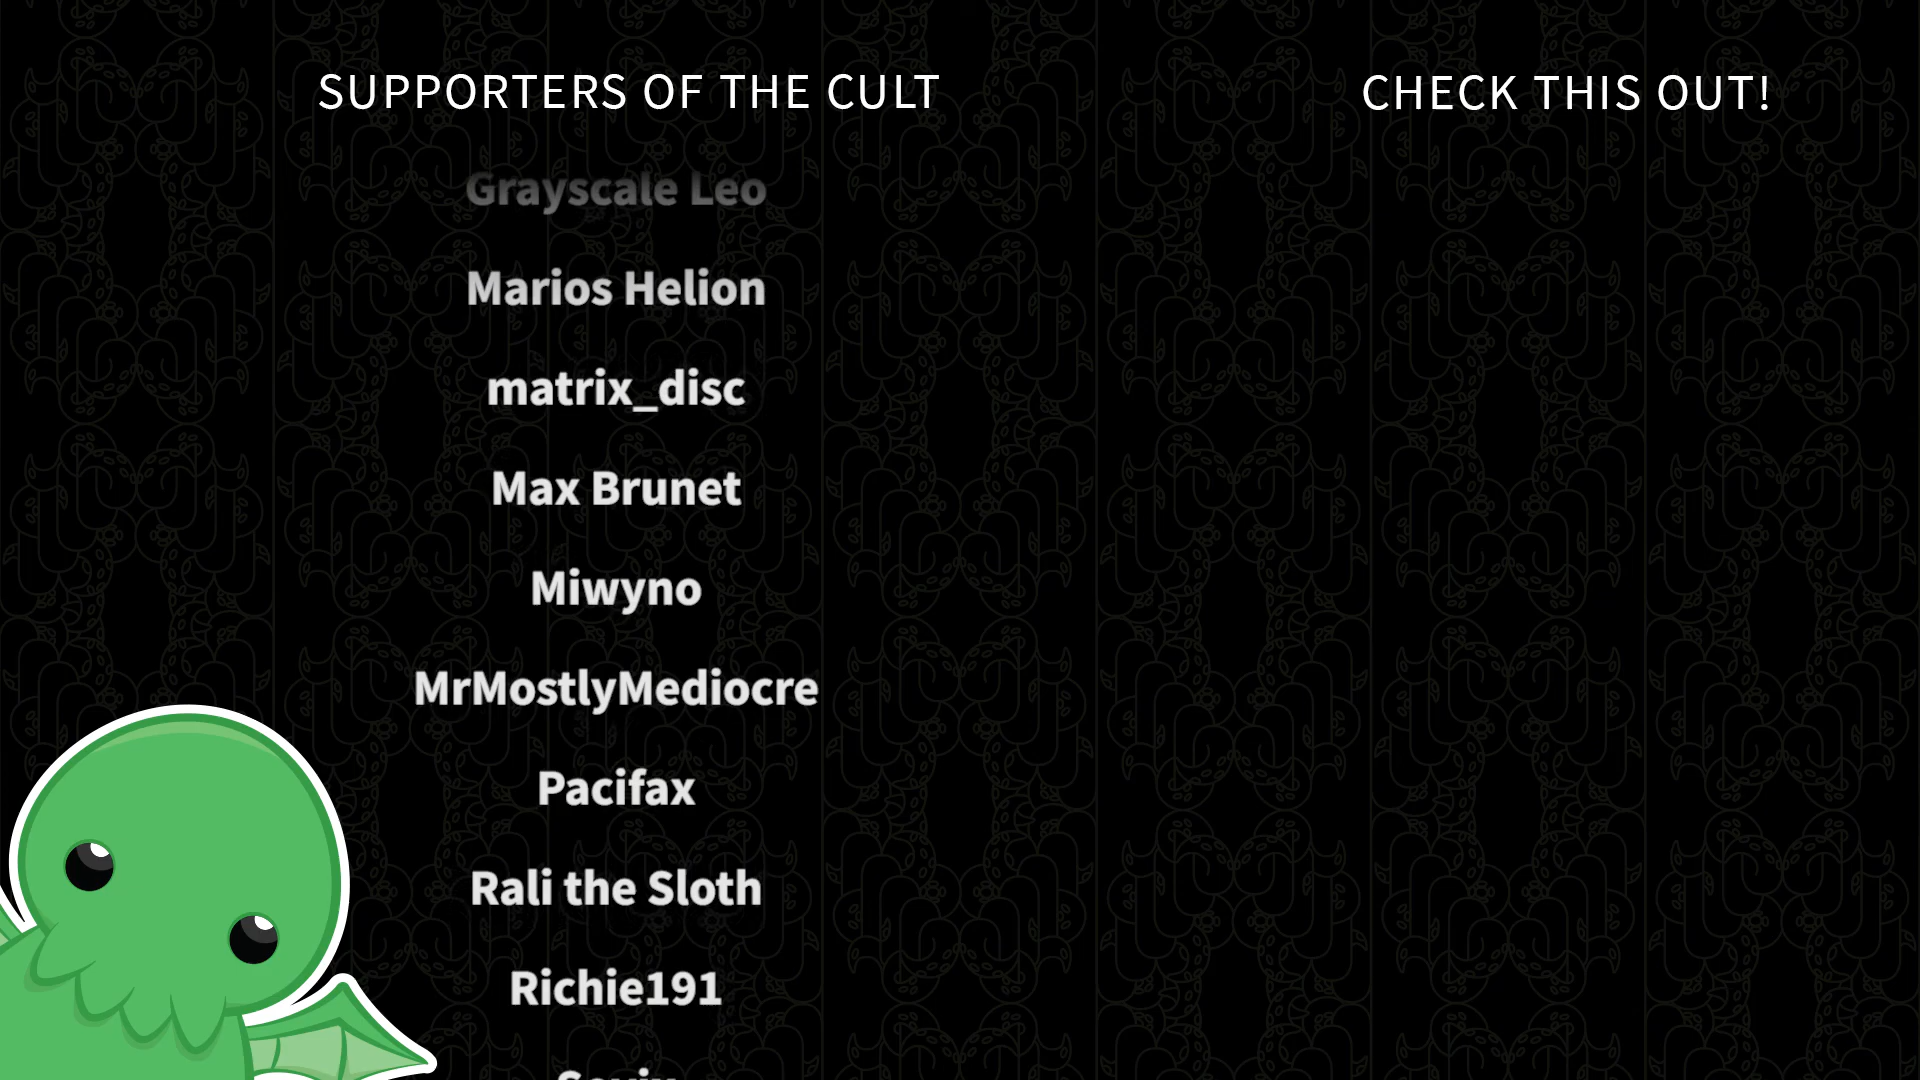 SUPPORTERS OF THE CULT
CHECK THIS OUT!
Grayscale Leo
Marios Helion
matrix_disc
Max Brunet
Miwyno
MrMostlyMediocre
Pacifax
Rali the Sloth
Richie191